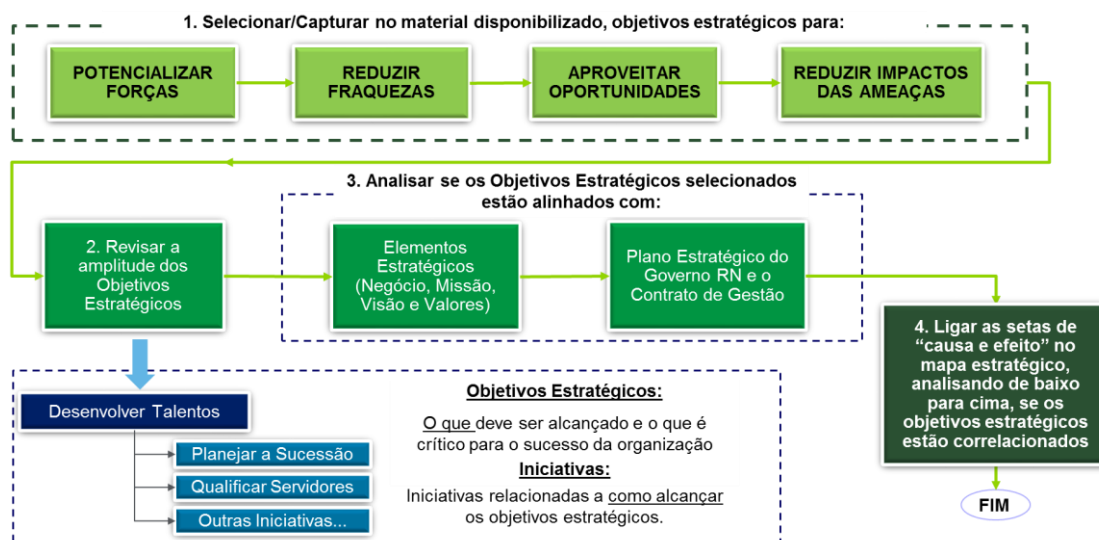 1. Selecionar/Capturar no material disponibilizado, objetivos estratégicos para:
POTENCIALIZAR
FORÇAS
REDUZIR
FRAQUEZAS
APROVEITAR
OPORTUNIDADES
REDUZIR IMPACTOS
DAS AMEAÇAS
2. Revisar a
amplitude dos
Objetivos
Estratégicos
3. Analisar se os Objetivos Estratégicos selecionados
estão alinhados com:
Elementos
Estratégicos
(Negócio, Missão,
Visão e Valores)
Plano Estratégico do
Governo RN e o
Contrato de Gestão
4. Ligar as setas de
“causa e efeito” no
mapa estratégico,
analisando de baixo
para cima, se os
objetivos estratégicos
estão correlacionados
FIM
Desenvolver Talentos
Planejar a Sucessão
Qualificar Servidores
Outras Iniciativas...
Objetivos Estratégicos:
O que deve ser alcançado e o que é
crítico para o sucesso da organização
Iniciativas:
Iniciativas relacionadas a como alcançar
os objetivos estratégicos.